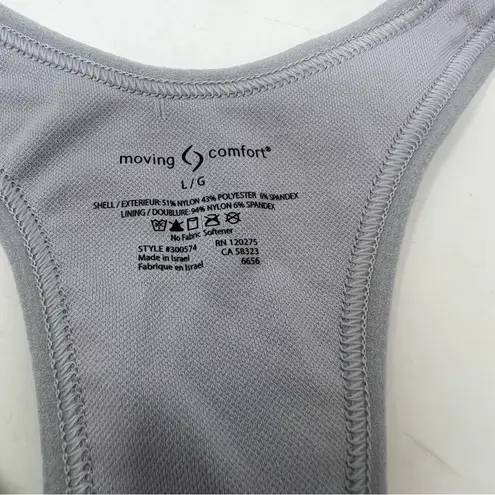 moving comfort®
L / G
SHELL / EXTERIEUR: 51% NYLON 43% POLYESTER 6% SPANDEX
LINING / DOUBLURE: 94% NYLON 6% SPANDEX
No Fabric Softener
STYLE #300574 RN 120275
Made in Israel CA 58323
Fabrique en Israel 6656